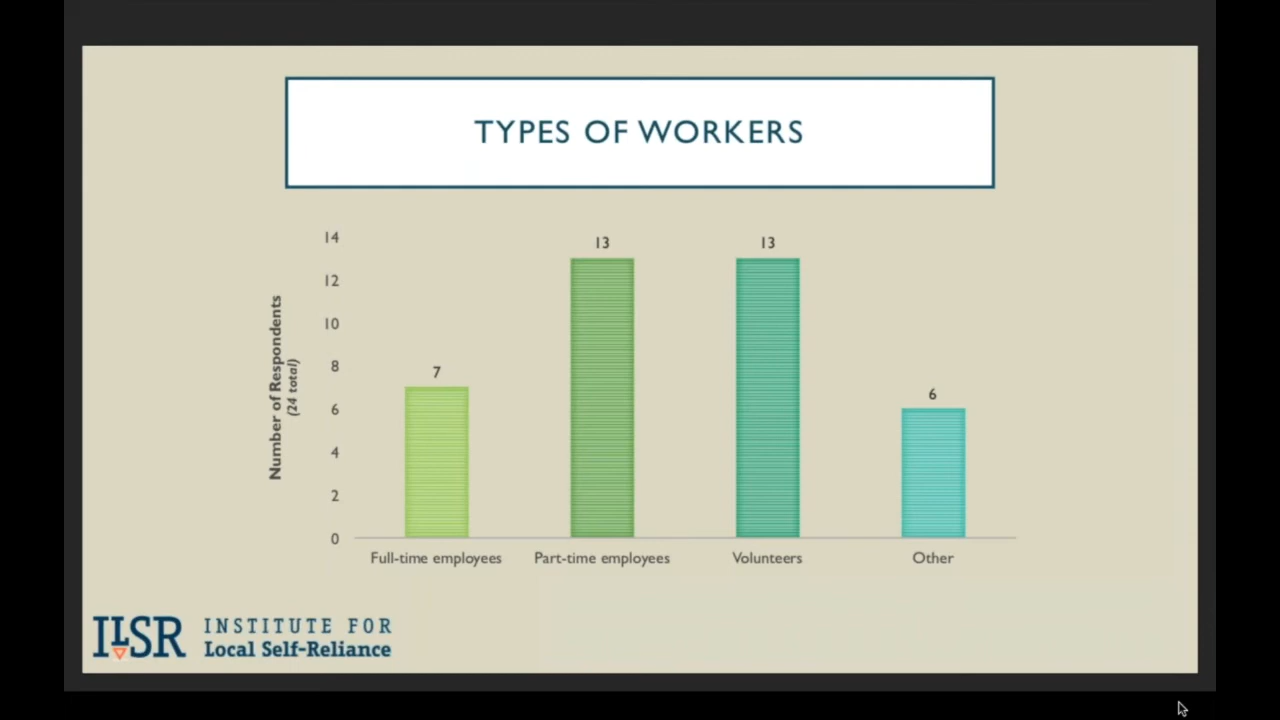 TYPES OF WORKERS
14
12
10
8
6
4
2
0
Number of Respondents
(24 total)
7
13
13
6
Full-time employees
Part-time employees
Volunteers
Other
ILSR
INSTITUTE FOR
Local Self-Reliance